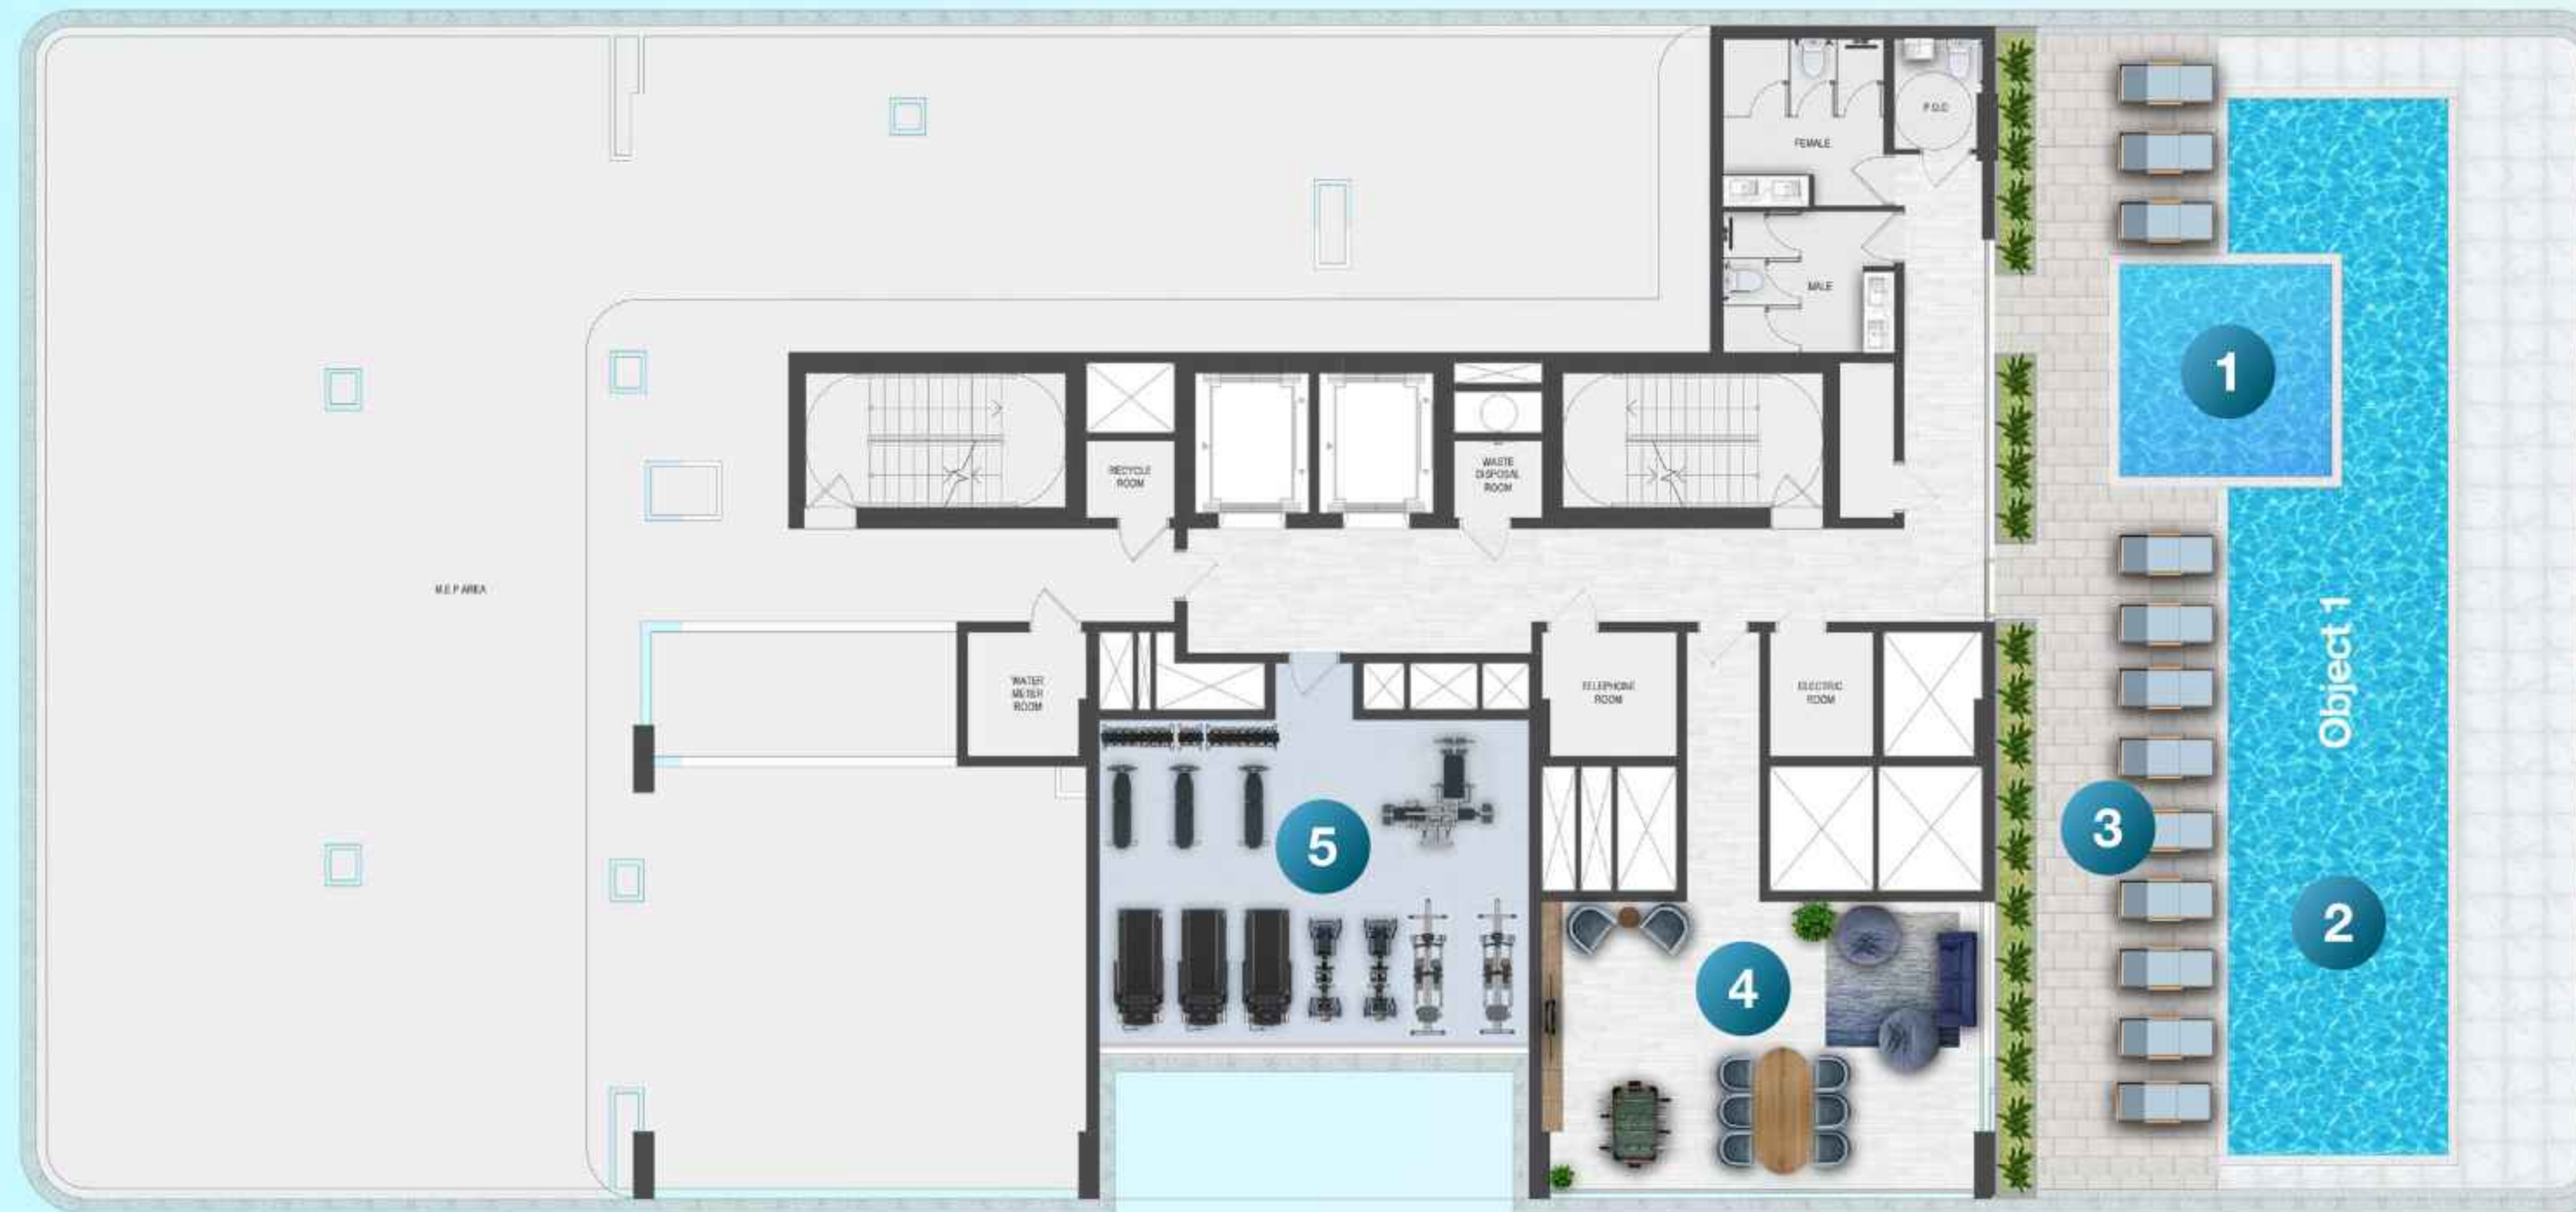 P.O.D
FEMALE
MALE
1
RECYCLE
ROOM
WASTE
DISPOSAL
ROOM
M.E.P AREA
WATER
METER
ROOM
TELEPHONE
ROOM
ELECTRIC
ROOM
Object 1
5
3
2
4